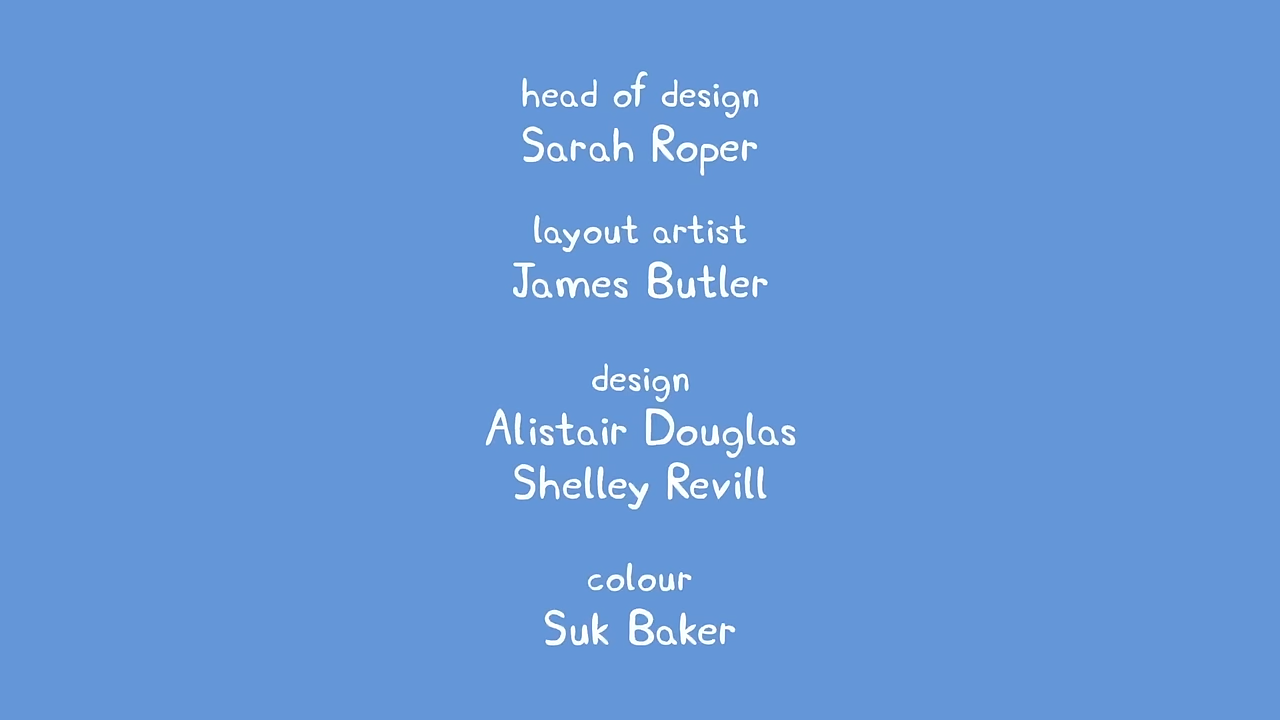 head of design
Sarah Roper
layout artist
James Butler
design
Alistair Douglas
Shelley Revill
colour
Suk Baker